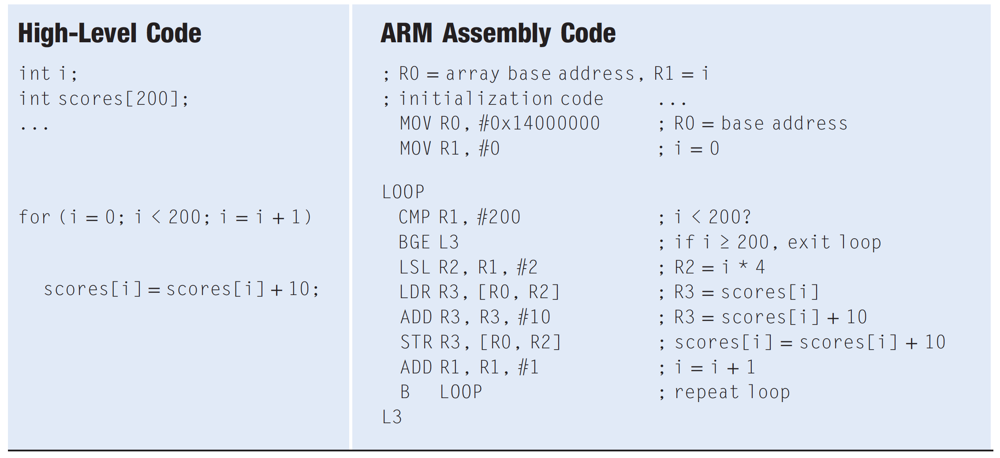 High-Level Code
int i;
int scores[200];
...
for (i = 0; i < 200; i = i + 1)
scores[i] = scores[i] + 10;
ARM Assembly Code
; R0 = array base address, R1 = i
; initialization code ...
MOV R0, #0x14000000 ; R0 = base address
MOV R1, #0 ; i = 0
LOOP
CMP R1, #200 ; i < 200?
BGE L3 ; if i ≥ 200, exit loop
LSL R2, R1, #2 ; R2 = i * 4
LDR R3, [R0, R2] ; R3 = scores[i]
ADD R3, R3, #10 ; R3 = scores[i] + 10
STR R3, [R0, R2] ; scores[i] = scores[i] + 10
ADD R1, R1, #1 ; i = i + 1
B LOOP ; repeat loop
L3